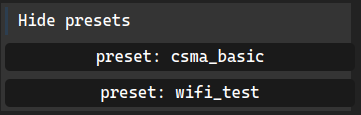 Hide presets
preset: csma_basic
preset: wifi_test